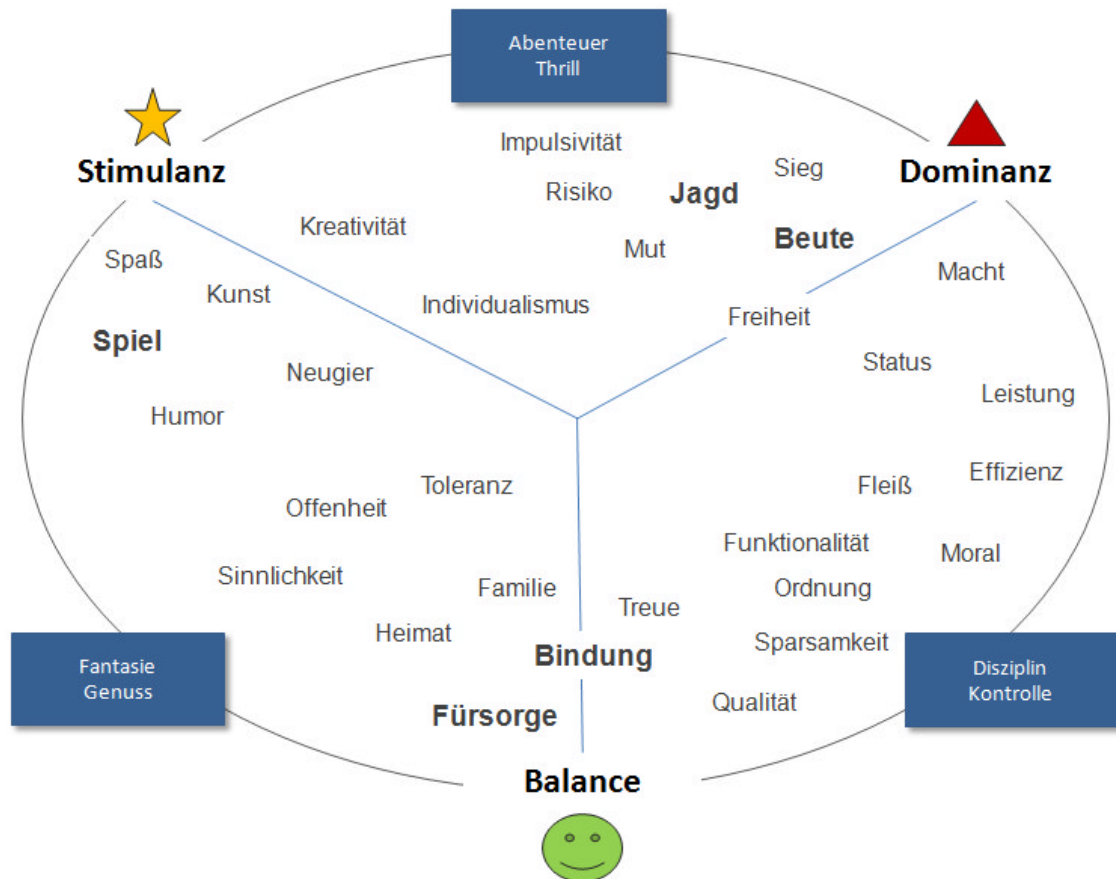 Abenteuer
Thrill
Impulsivität
Stimulanz
Sieg
Dominanz
Risiko
Jagd
Kreativität
Mut
Beute
Spaß
Macht
Kunst
Individualismus
Freiheit
Spiel
Neugier
Status
Leistung
Humor
Toleranz
Fleiß
Effizienz
Offenheit
Funktionalität
Moral
Sinnlichkeit
Familie
Treue
Ordnung
Heimat
Bindung
Sparsamkeit
Fantasie
Genuss
Disziplin
Kontrolle
Fürsorge
Qualität
Balance